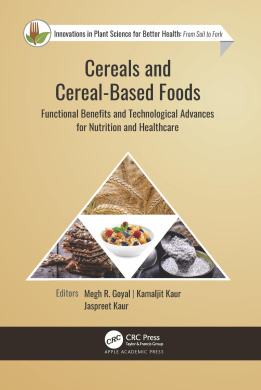 Innovations in Plant Science for Better Health: From Soil to Fork
Cereals and
Cereal-Based Foods
Functional Benefits and Technological Advances
for Nutrition and Healthcare
Editors Megh R. Goyal | Kamaljit Kaur
Jaspreet Kaur
CRC CRC Press
Taylor & Francis Group
APPLE ACADEMIC PRESS